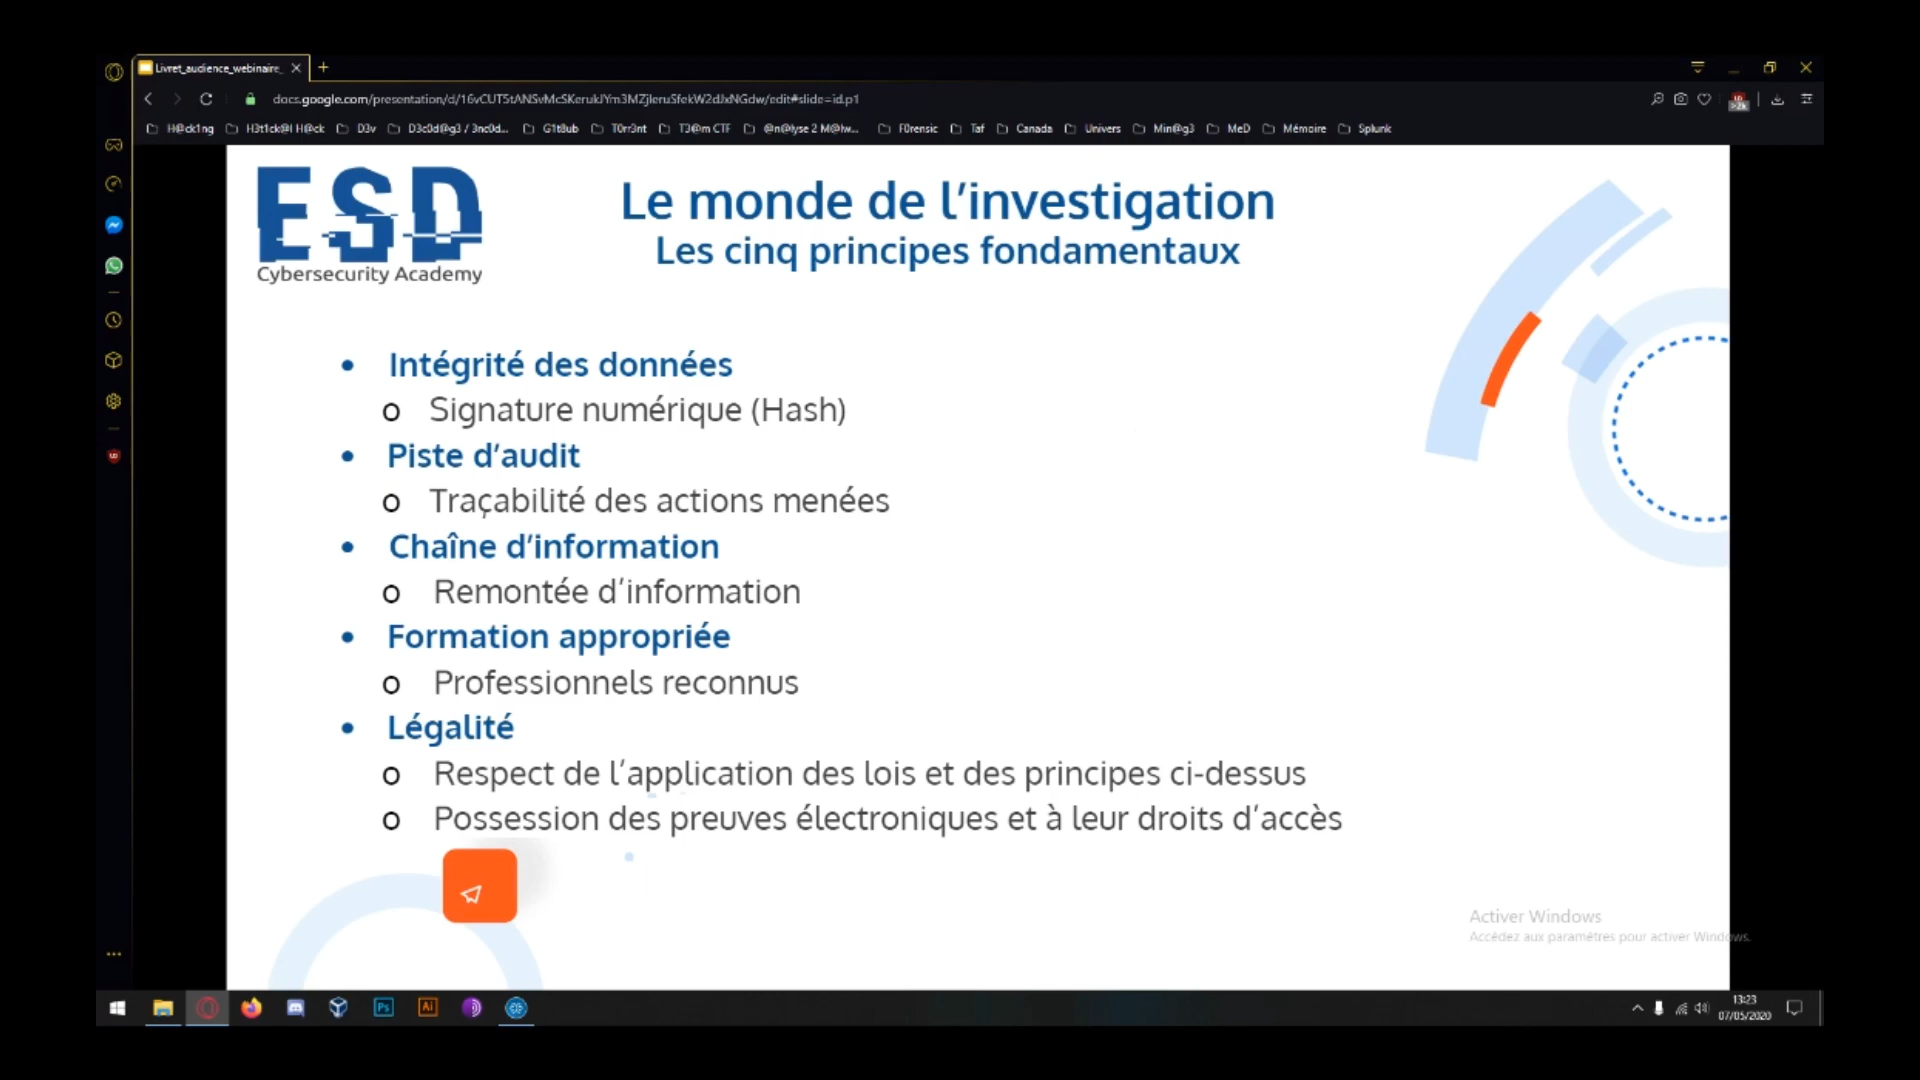 Livret_audience_webinaire_
docs.google.com/presentation/d/16vCUTStANSvMcSKerukJYm3MZjleruSfekW2dJxNGdw/edit#slide=id.p1
H@ck1ng H3t1ck@l H@ck D3v D3c0d@g3 / 3nc0d... G1t8ub T0rr3nt T3@m CTF @n@lyse 2 M@lw... F0rensic Taf Canada Univers Min@g3 MeD Mémoire Splunk
ESD
Cybersecurity Academy
Le monde de l’investigation
Les cinq principes fondamentaux
• Intégrité des données
o Signature numérique (Hash)
• Piste d’audit
o Traçabilité des actions menées
• Chaîne d’information
o Remontée d’information
• Formation appropriée
o Professionnels reconnus
• Légalité
o Respect de l’application des lois et des principes ci-dessus
o Possession des preuves électroniques et à leur droits d’accès
Activer Windows
Accédez aux paramètres pour activer Windows.
Ps Ai
13:23
07/05/2020